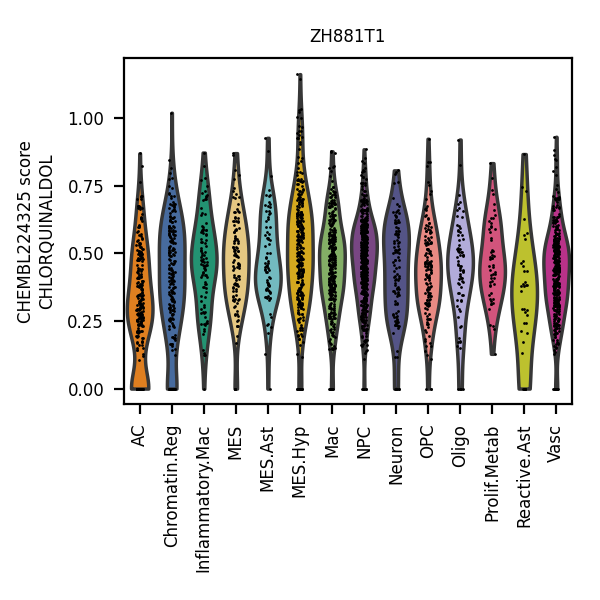 ZH881T1
CHEMBL224325 score
CHLORQUINALDOL
1.00
0.75
0.50
0.25
0.00
AC
Chromatin.Reg
Inflammatory.Mac
MES
MES.Ast
MES.Hyp
Mac
NPC
Neuron
OPC
Oligo
Prolif.Metab
Reactive.Ast
Vasc